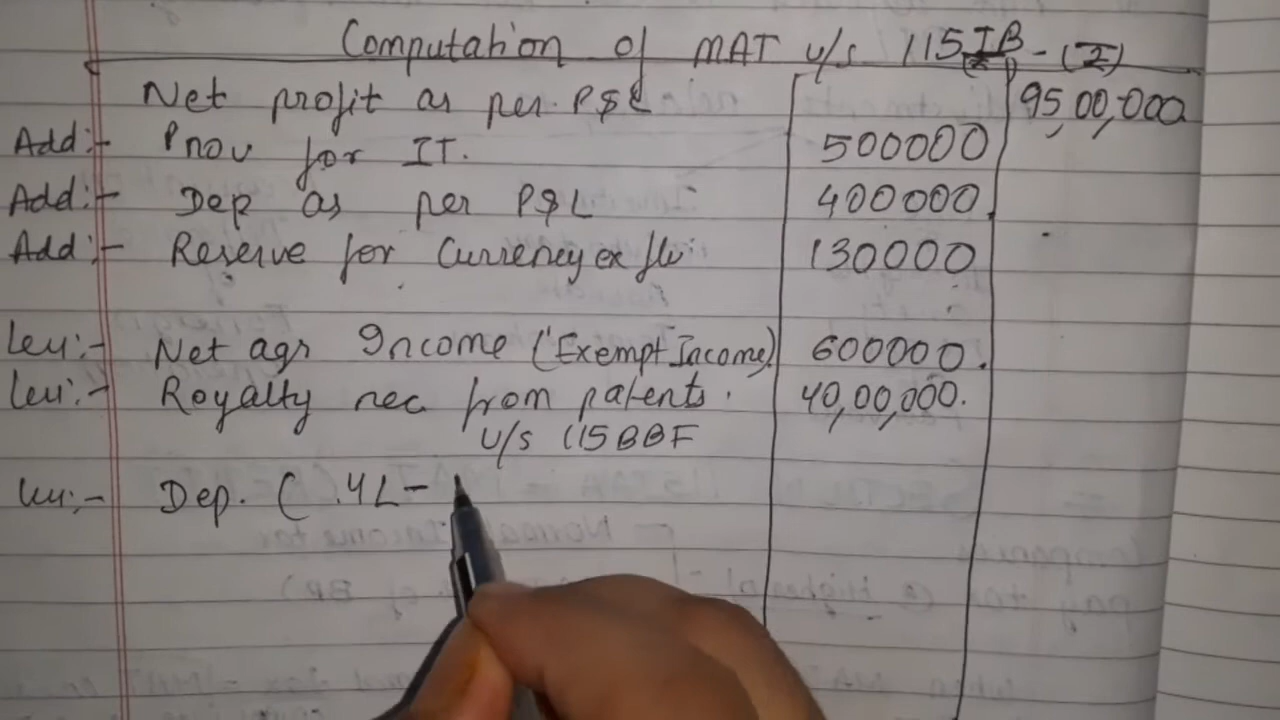 Computation of MAT u/s 115JB - (I)
Net profit as per P&L 95,00,000
Add:- Prov for IT. 500000
Add:- Dep as per P&L 400000
Add:- Reserve for Currency ex flu 130000
Less:- Net agr Income (Exempt Income) 600000.
Less:- Royalty rec from patents. 40,00,000.
u/s 115BBF
Less:- Dep. ( .4L-